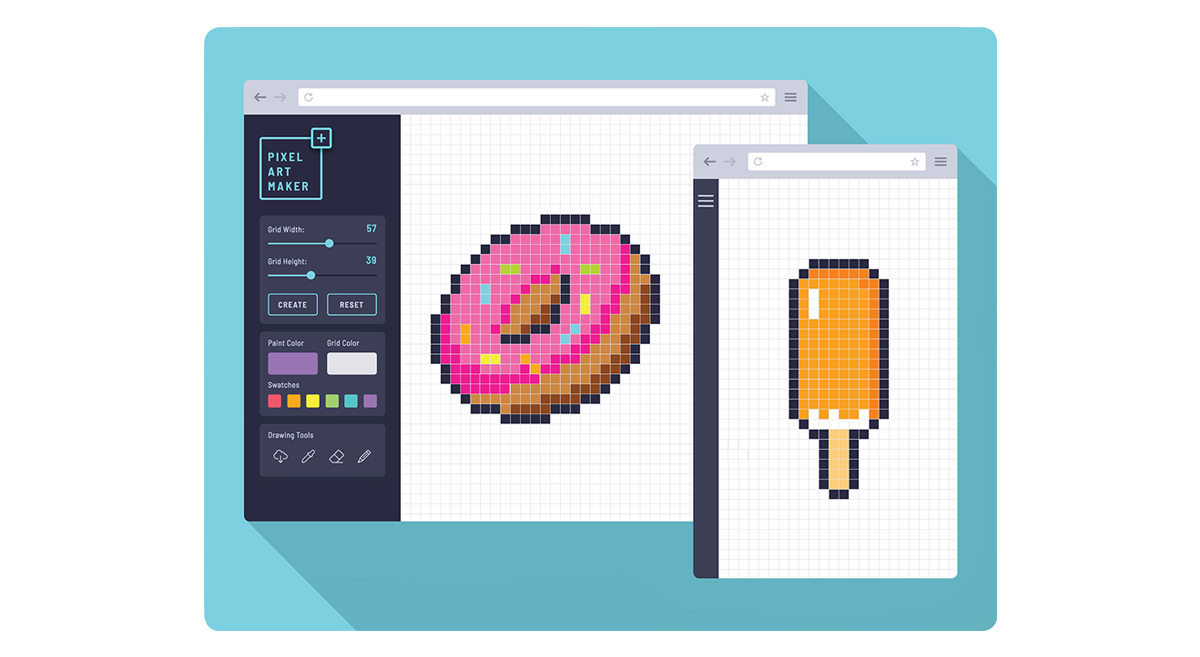 PIXEL
ART
MAKER
Grid Width: 57
Grid Height: 39
CREATE RESET
Paint Color Grid Color
Swatches
Drawing Tools